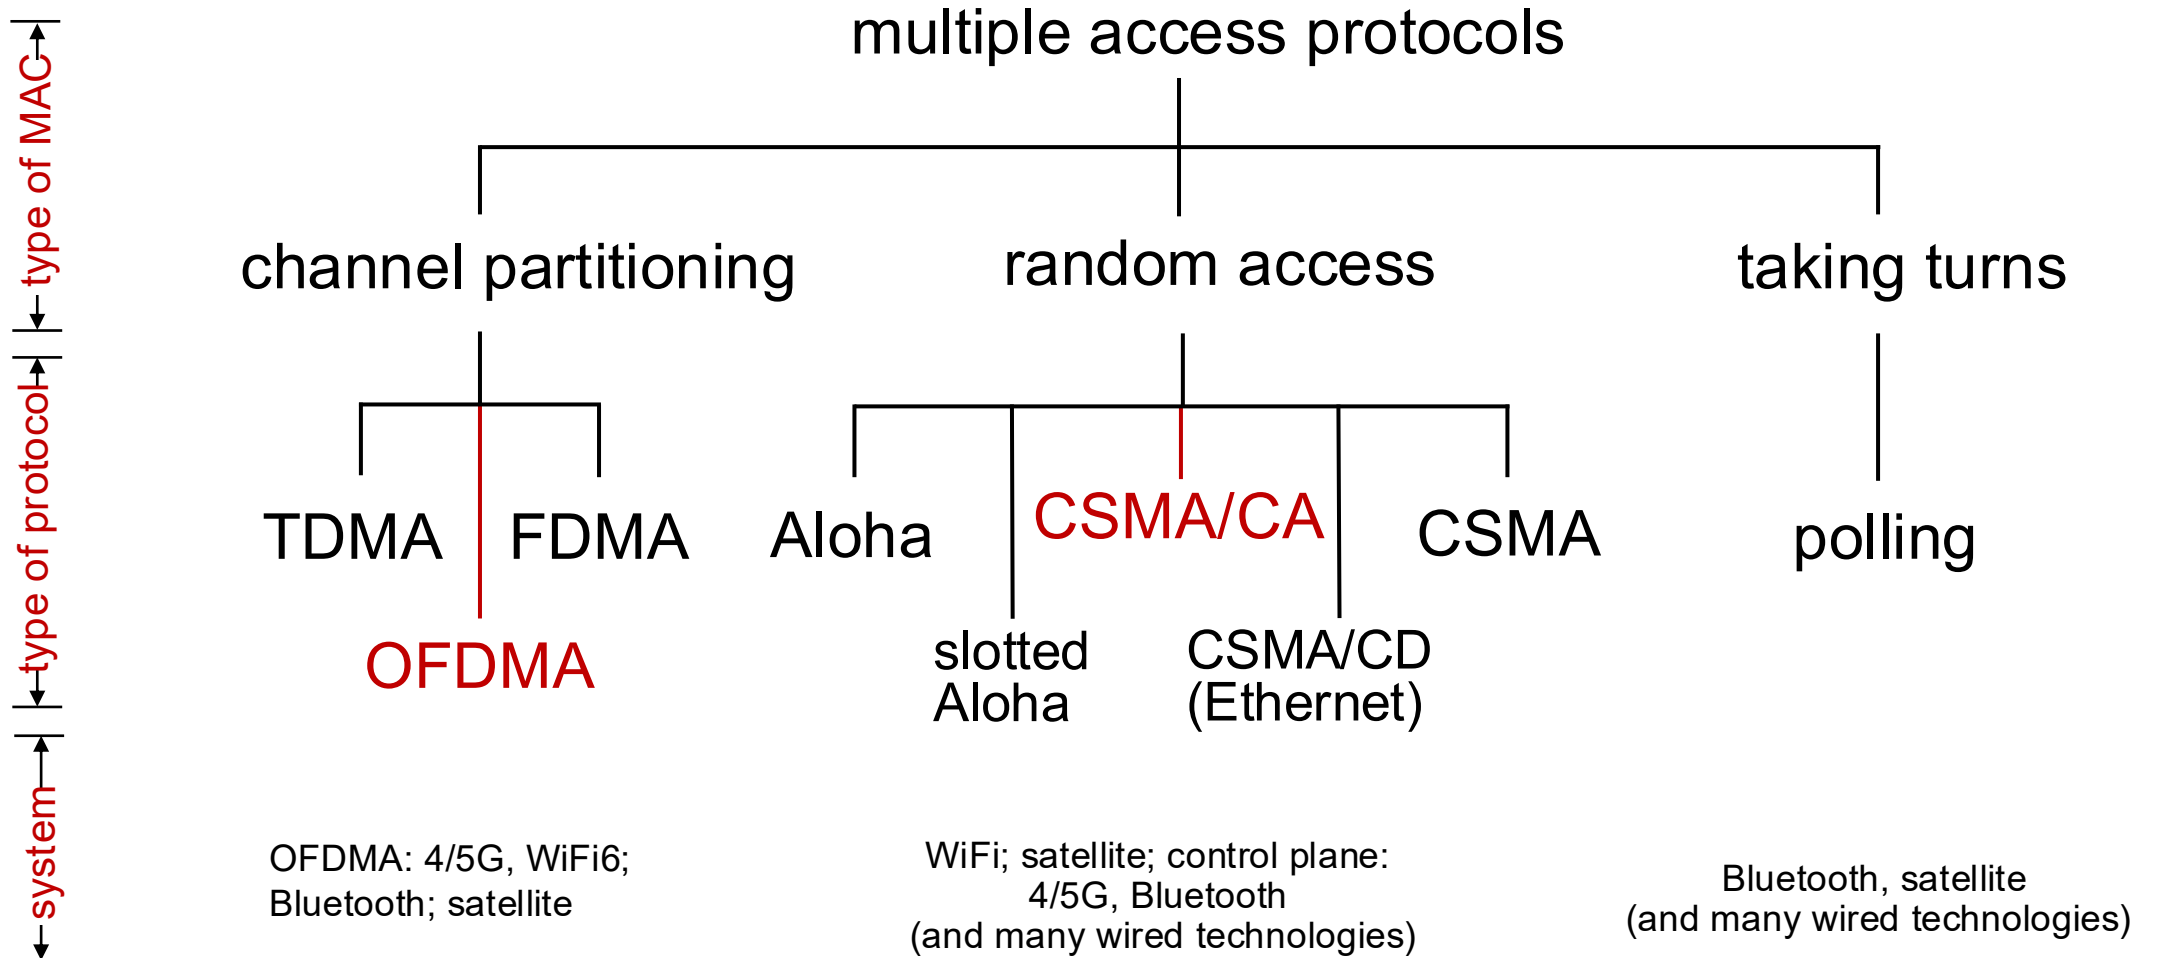 multiple access protocols
type of MAC
channel partitioning
random access
taking turns
type of protocol
TDMA
FDMA
OFDMA
Aloha
slotted
Aloha
CSMA/CA
CSMA/CD
(Ethernet)
CSMA
polling
system
OFDMA: 4/5G, WiFi6;
Bluetooth; satellite
WiFi; satellite; control plane:
4/5G, Bluetooth
(and many wired technologies)
Bluetooth, satellite
(and many wired technologies)